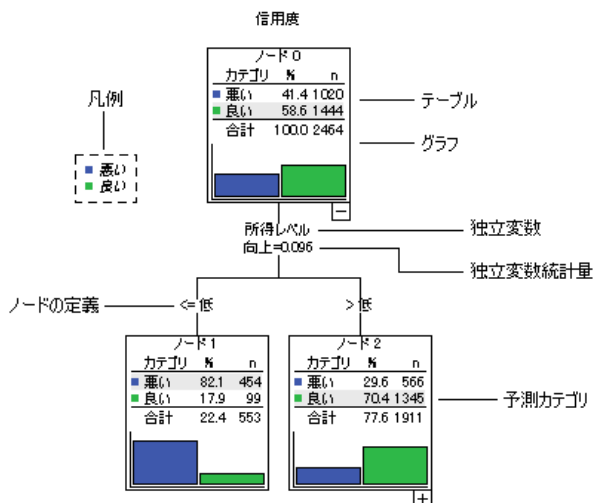 信用度
ノード 0
カテゴリ % n
悪い 41.4 1020
良い 58.6 1444
合計 100.0 2464
凡例
悪い
良い
テーブル
グラフ
所得レベル
向上=0.096
独立変数
独立変数統計量
ノードの定義
<= 低
> 低
ノード 1
カテゴリ % n
悪い 82.1 454
良い 17.9 99
合計 22.4 553
ノード 2
カテゴリ % n
悪い 29.6 566
良い 70.4 1345
合計 77.6 1911
予測カテゴリ